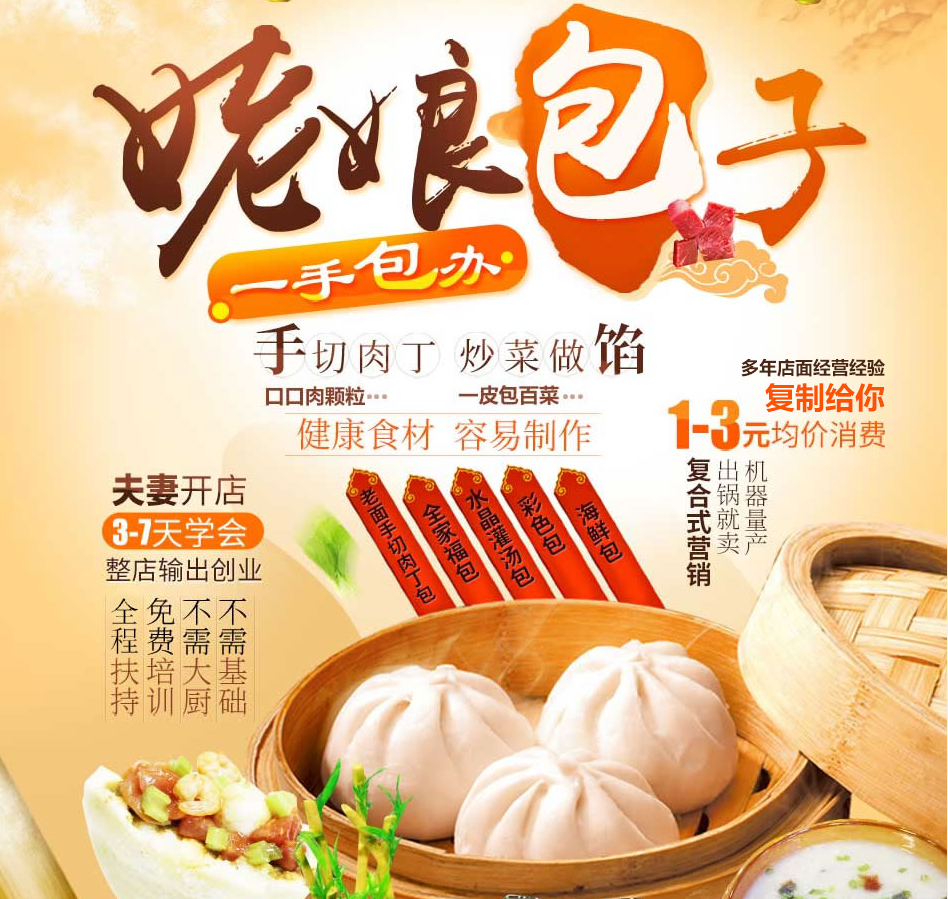 姥娘包子
一手包办
手切肉丁 炒菜做馅
口口肉颗粒··· 一皮包百菜···
健康食材 容易制作
多年店面经营经验
复制给你
1-3元均价消费
机器量产
出锅就卖
复合式营销
夫妻开店
3-7天学会
整店输出创业
全程扶持
免费培训
不需大厨
不需基础
老面手切肉丁包
全家福包
水晶灌汤包
彩色包
海鲜包